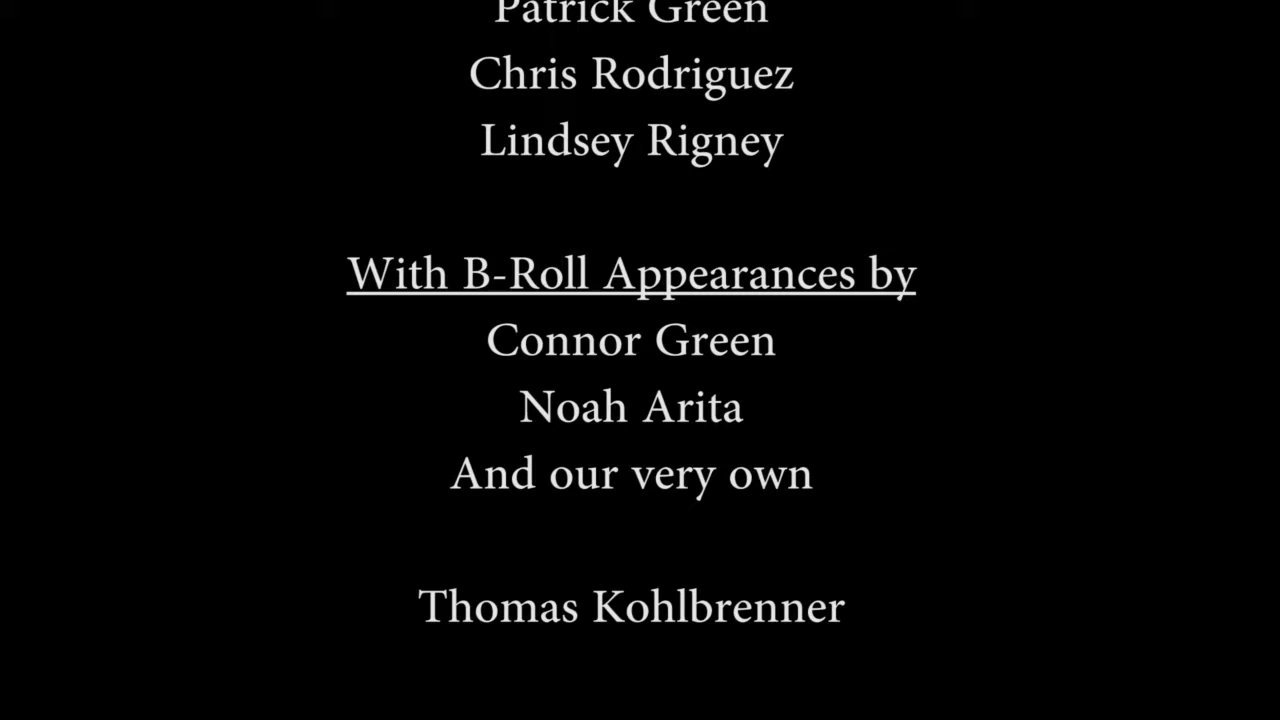 Patrick Green
Chris Rodriguez
Lindsey Rigney
With B-Roll Appearances by
Connor Green
Noah Arita
And our very own
Thomas Kohlbrenner